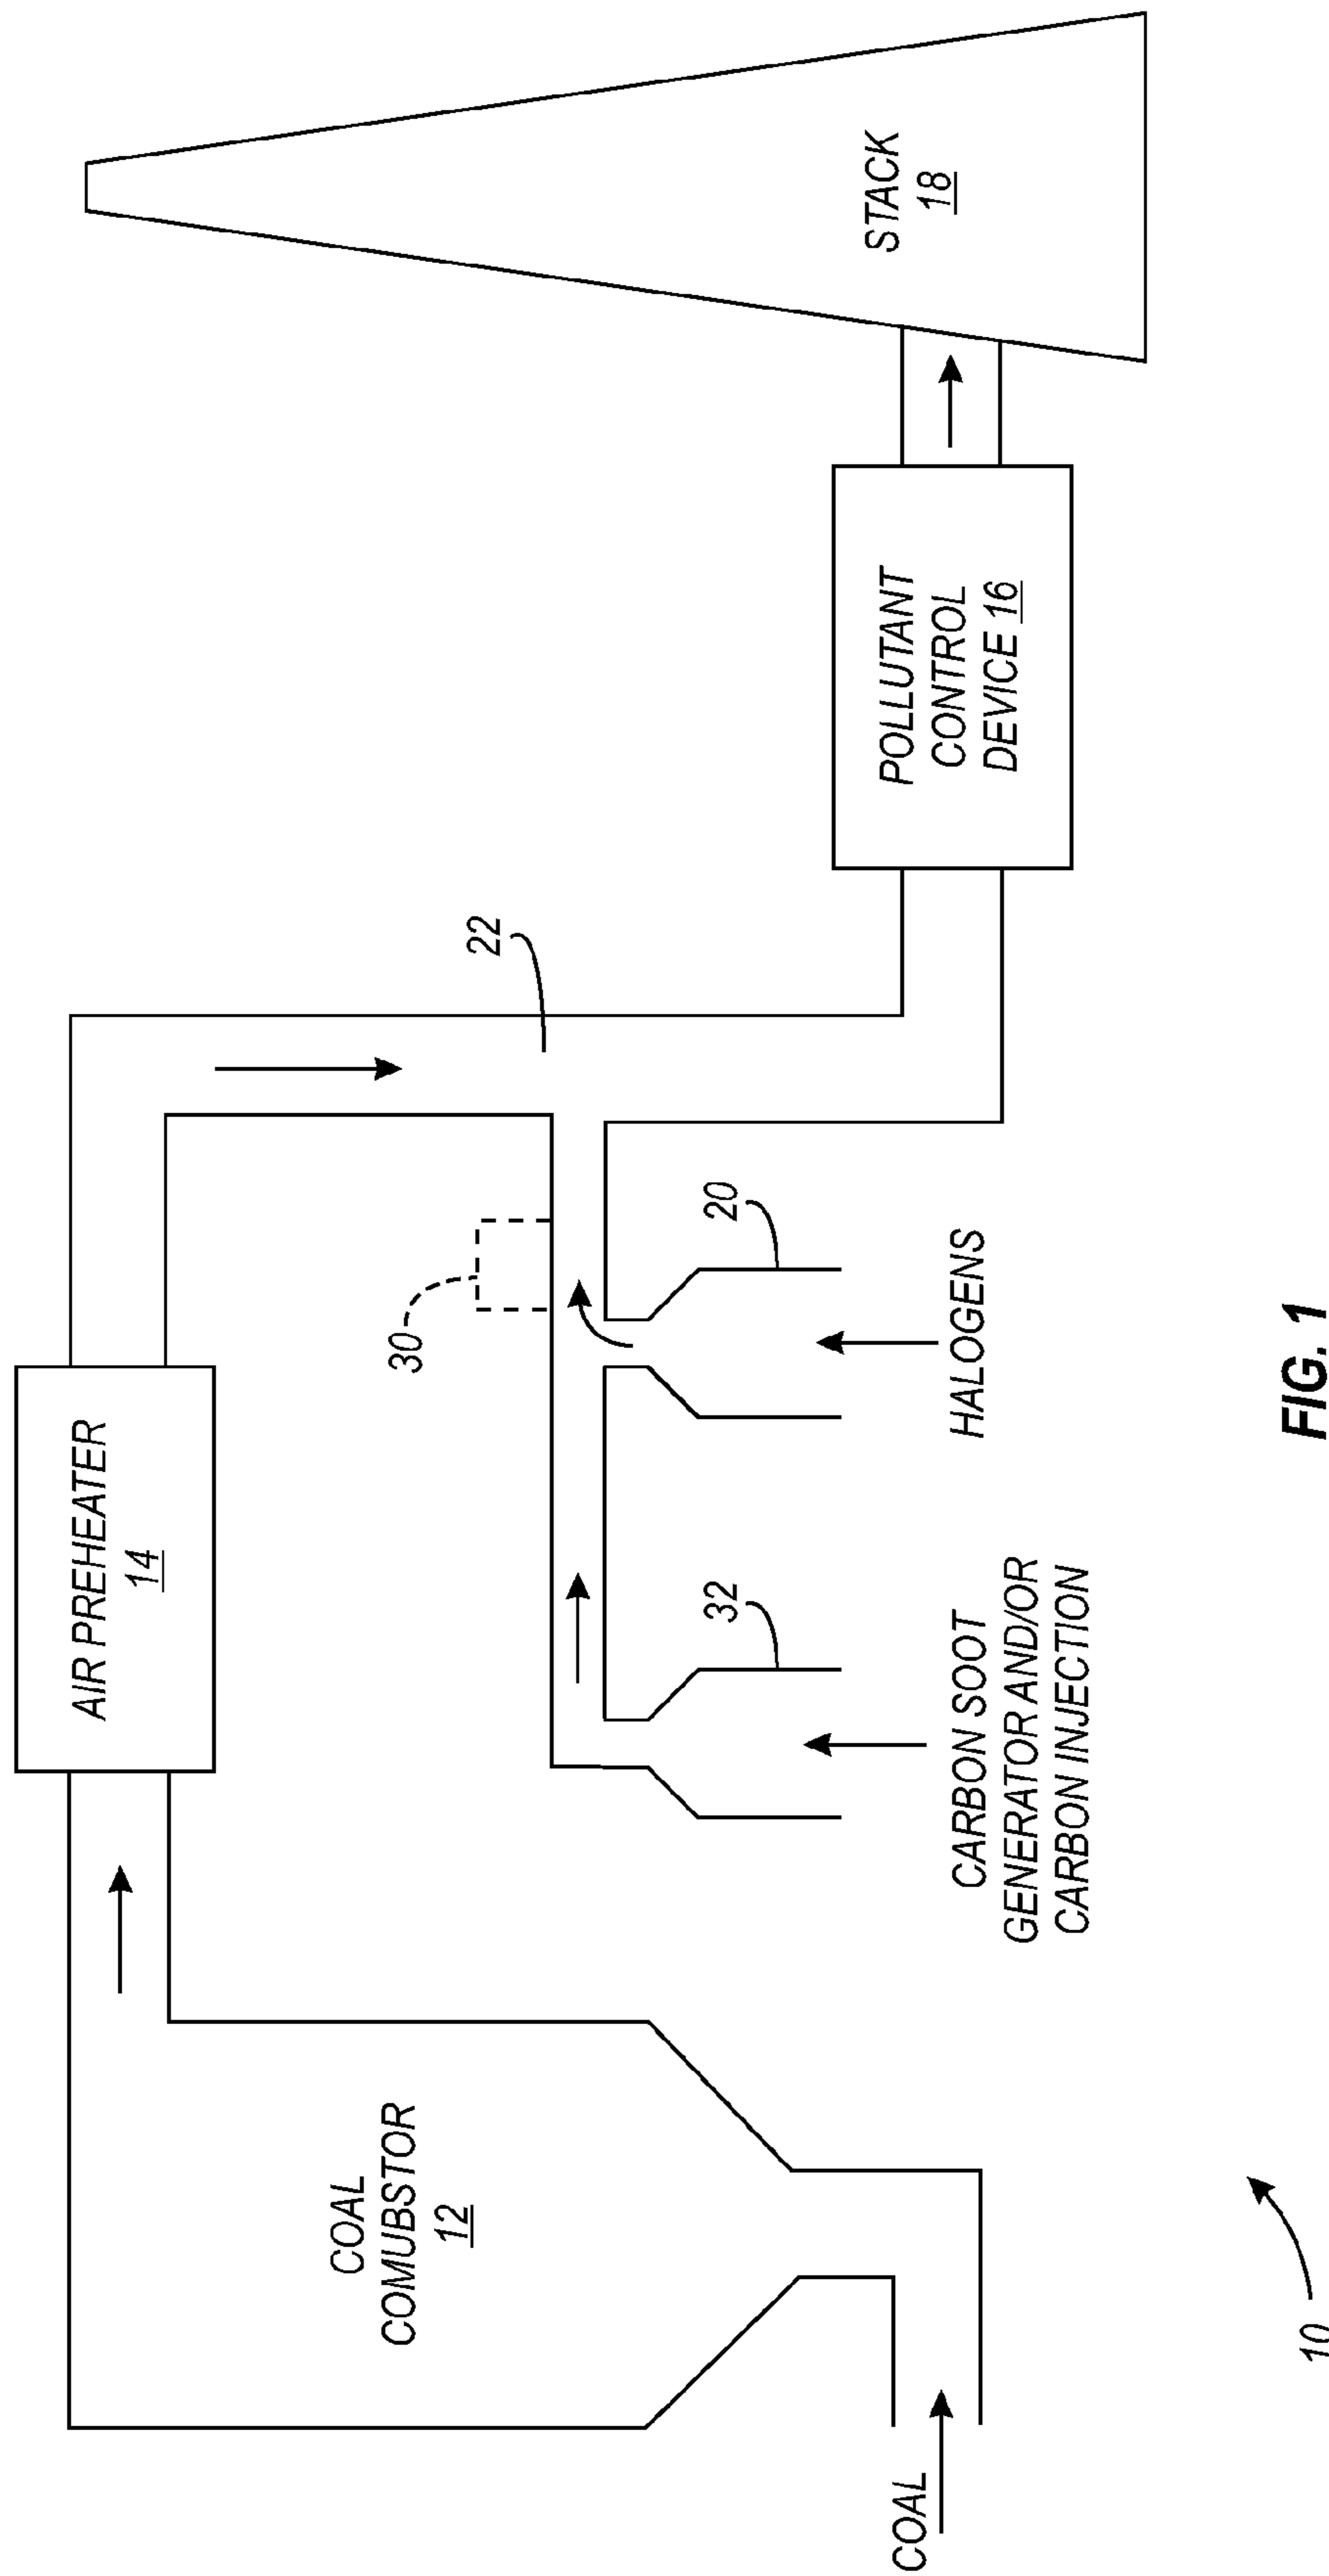 AIR PREHEATER
14
COAL
COMUBSTOR
12
COAL
30
22
32
20
CARBON SOOT
GENERATOR AND/OR
CARBON INJECTION
HALOGENS
POLLUTANT
CONTROL
DEVICE 16
STACK
18
10
FIG. 1